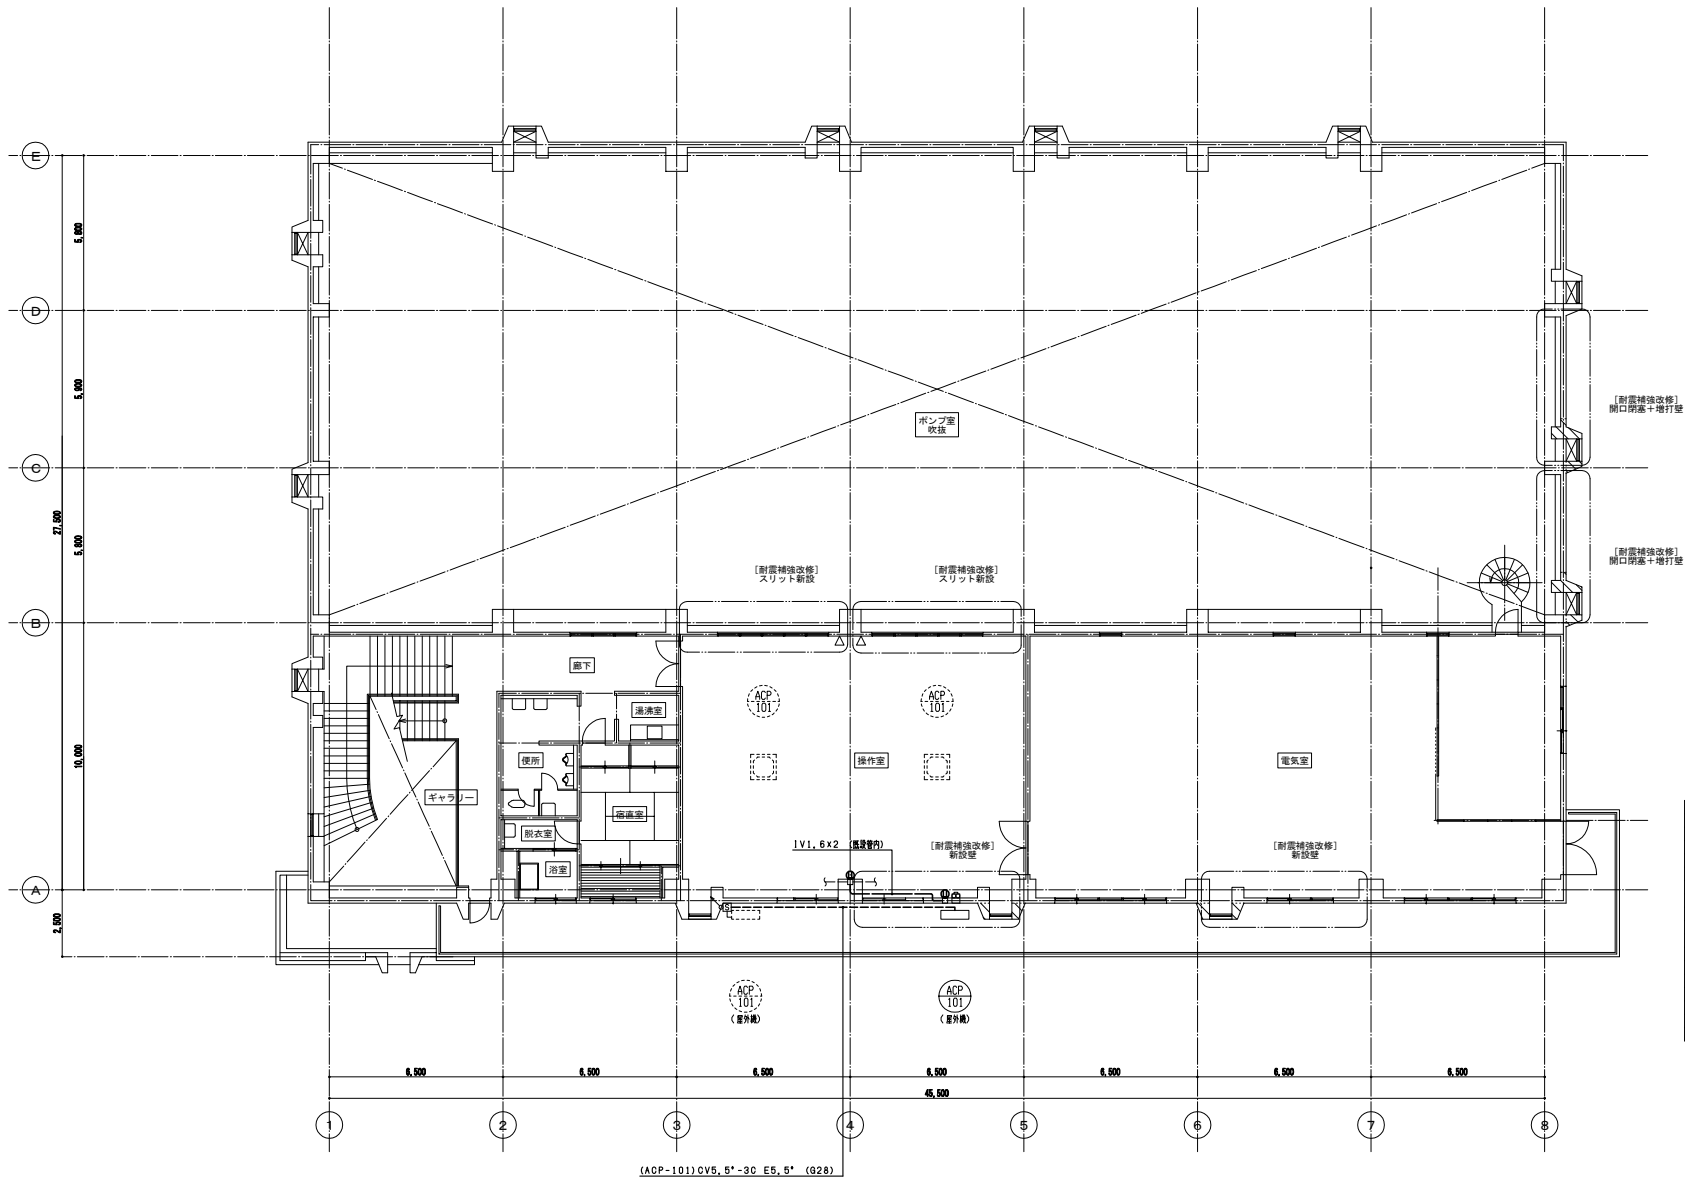 E
5,800
D
5,900
[耐震補強改修]
開口閉塞＋増打壁
ポンプ室
吹抜
C
27,500
5,800
[耐震補強改修]
開口閉塞＋増打壁
[耐震補強改修]
スリット新設
[耐震補強改修]
スリット新設
B
廊下
ACP
101
ACP
101
湯沸室
便所
操作室
電気室
10,000
ギャラリー
宿直室
脱衣室
IV1.6×2 (既設管内)
[耐震補強改修]
新設壁
[耐震補強改修]
新設壁
浴室
A
S
2,500
ACP
101
(屋外機)
ACP
101
(屋外機)
6,500
6,500
6,500
6,500
6,500
6,500
6,500
45,500
1
2
3
4
5
6
7
8
(ACP-101)CV5.5°-3C E5.5° (G28)